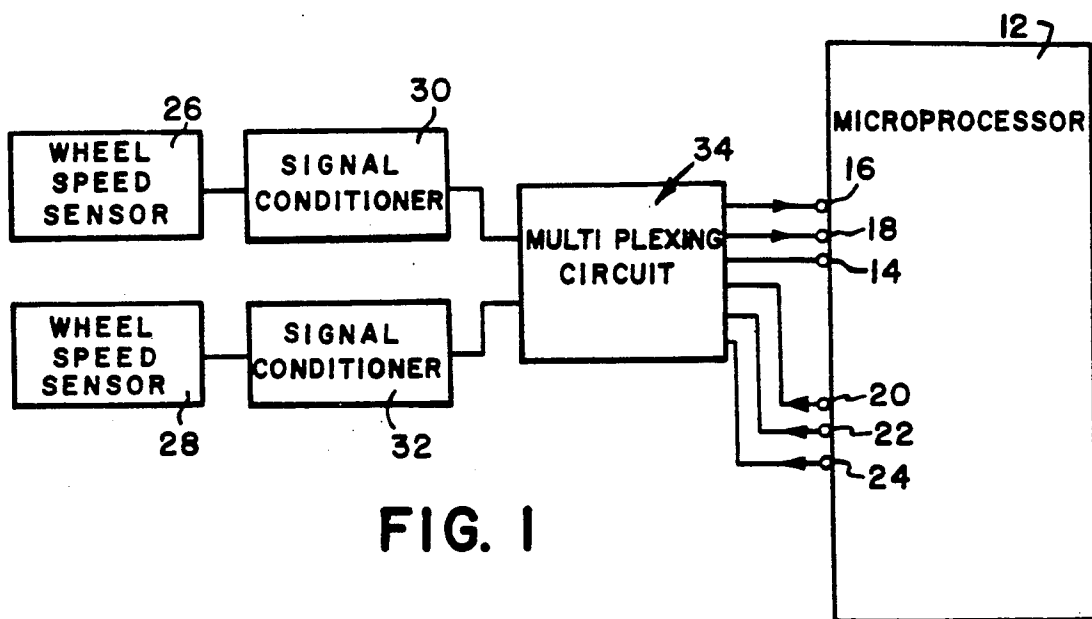 12
MICROPROCESSOR
26
WHEEL
SPEED
SENSOR
30
SIGNAL
CONDITIONER
34
MULTI PLEXING
CIRCUIT
16
18
14
WHEEL
SPEED
SENSOR
28
SIGNAL
CONDITIONER
32
20
22
24
FIG. 1